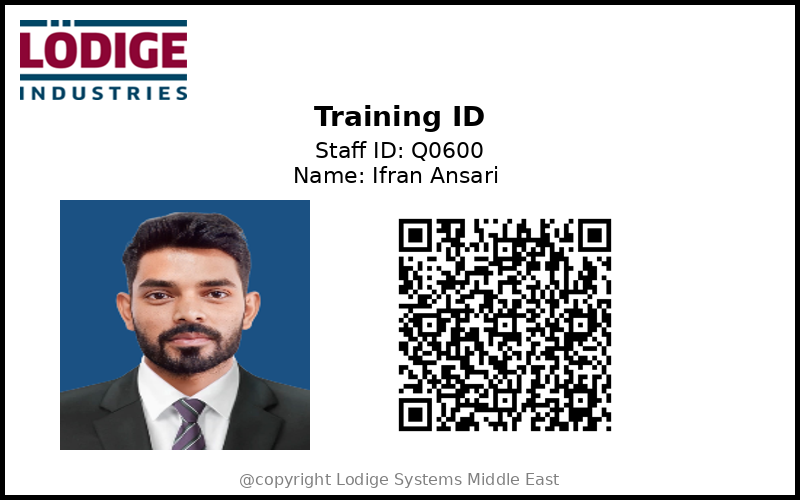 LÖDIGE
INDUSTRIES
Training ID
Staff ID: Q0600
Name: Ifran Ansari
@copyright Lodige Systems Middle East